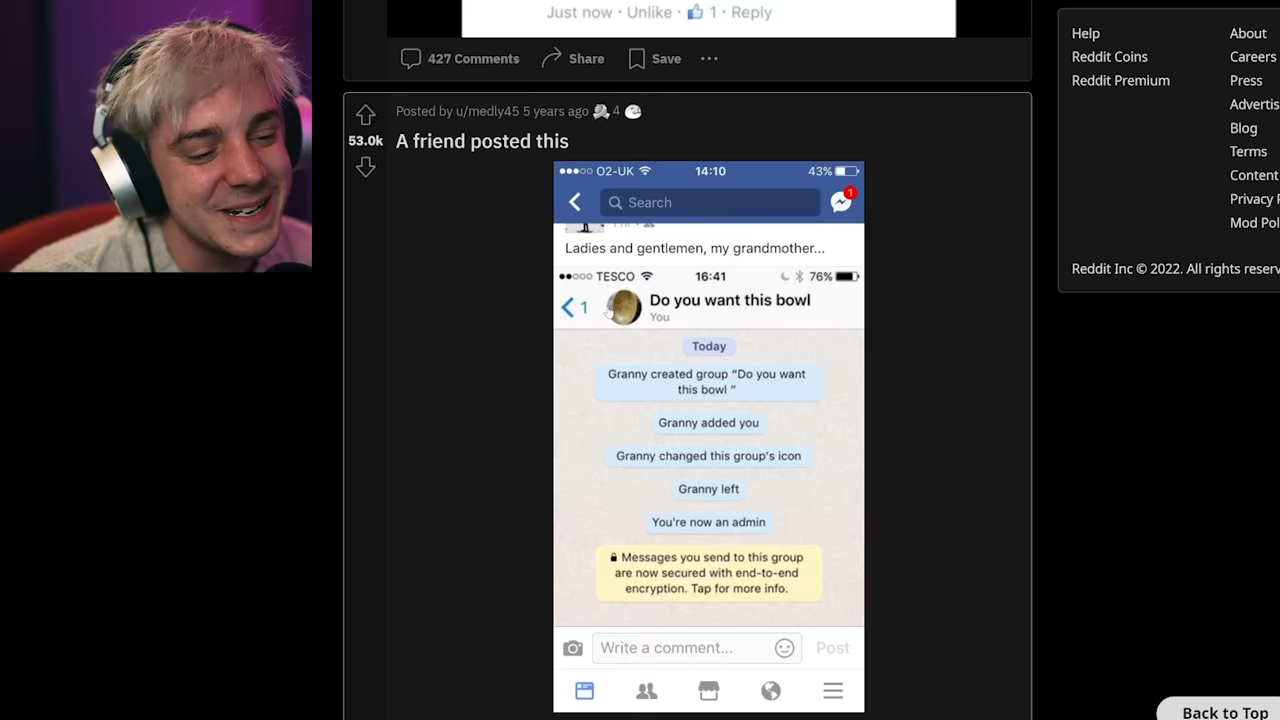 Just now · Unlike · 1 · Reply
427 Comments
Share
Save
Posted by u/medly45 5 years ago
4
53.0k
A friend posted this
O2-UK
14:10
43%
Search
1
Ladies and gentlemen, my grandmother...
TESCO
16:41
76%
1
Do you want this bowl
You
Today
Granny created group “Do you want
this bowl ”
Granny added you
Granny changed this group's icon
Granny left
You're now an admin
Messages you send to this group
are now secured with end-to-end
encryption. Tap for more info.
Write a comment...
Post
Help
About
Reddit Coins
Careers
Reddit Premium
Press
Advertis
Blog
Terms
Content
Privacy
Mod Pol
Reddit Inc © 2022. All rights reserv
Back to Top